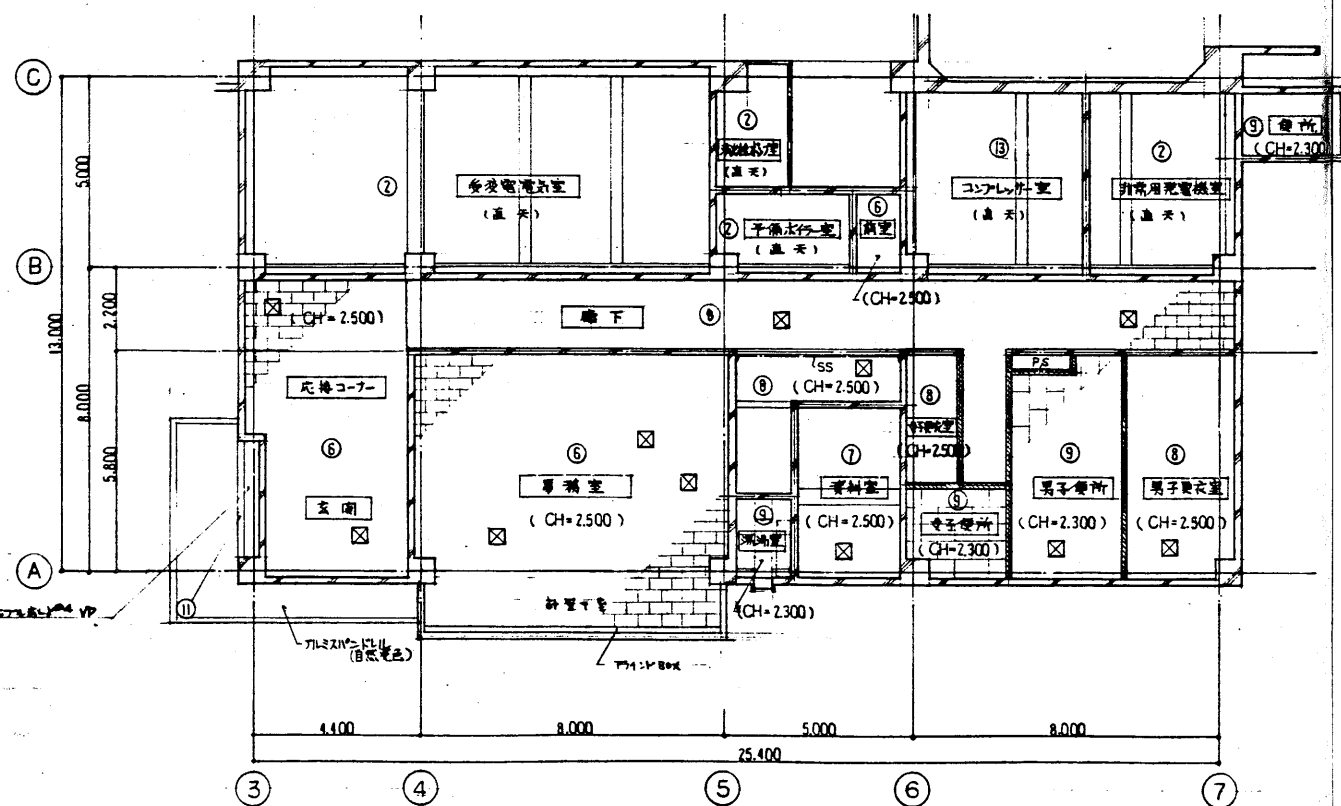 C
② 受変電電気室
(直天)
②
(直天)
② 予備ボイラー室
(直天)
⑥
前室
(CH=2.500)
⑬
コンプレッサー室
(直天)
②
非常用発電機室
(直天)
⑨ 便所
(CH=2.300)
B
5.000
2.200
13.000
8.000
5.800
(CH=2.500)
廊下
応接コーナー
⑥
玄関
⑥
事務室
(CH=2.500)
SS
⑧ (CH=2.500)
⑦
資料室
(CH=2.500)
⑨
湯沸室
(CH=2.300)
⑧
(CH=2.500)
⑨
女子便所
(CH=2.300)
P.S
⑨
男子便所
(CH=2.300)
⑧
男子更衣室
(CH=2.500)
A
⑪
VP
アルミスパンドレル
(自然発色)
ブラインドBOX
4.400
8.000
5.000
8.000
25.400
3
4
5
6
7